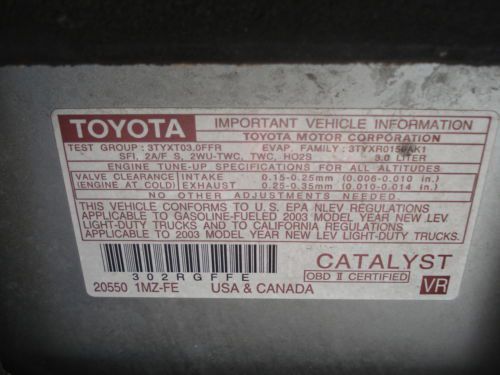 TOYOTA
IMPORTANT VEHICLE INFORMATION
TOYOTA MOTOR CORPORATION
TEST GROUP : 3TYXT03.0FFR EVAP. FAMILY : 3TYXR0150AK1
SFI, 2A/F S, 2WU-TWC, TWC, HO2S 3.0 LITER
ENGINE TUNE-UP SPECIFICATIONS FOR ALL ALTITUDES
VALVE CLEARANCE INTAKE 0.15-0.25mm (0.006-0.010 in.)
(ENGINE AT COLD) EXHAUST 0.25-0.35mm (0.010-0.014 in.)
NO OTHER ADJUSTMENTS NEEDED.
THIS VEHICLE CONFORMS TO U.S. EPA NLEV REGULATIONS
APPLICABLE TO GASOLINE-FUELED 2003 MODEL YEAR NEW LEV
LIGHT-DUTY TRUCKS AND TO CALIFORNIA REGULATIONS
APPLICABLE TO 2003 MODEL YEAR NEW LEV LIGHT-DUTY TRUCKS.
302RGFFE
20550 1MZ-FE USA & CANADA
CATALYST
OBD II CERTIFIED
VR